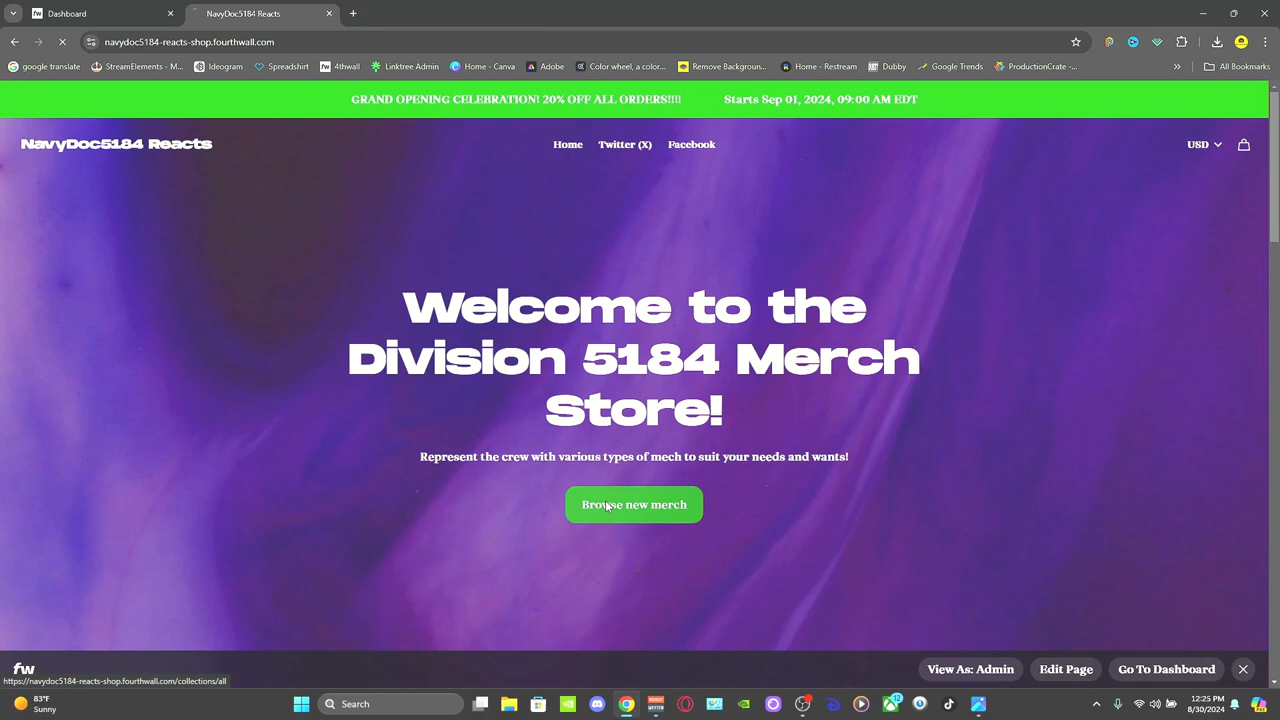 Dashboard
NavyDoc5184 Reacts
navydoc5184-reacts-shop.fourthwall.com
google translate
StreamElements - M...
Ideogram
Spreadshirt
4thwall
Linktree Admin
Home - Canva
Adobe
Color wheel, a color...
Remove Backgroun...
Home - Restream
Dubby
Google Trends
ProductionCrate -...
All Bookmarks
GRAND OPENING CELEBRATION! 20% OFF ALL ORDERS!!!! Starts Sep 01, 2024, 09:00 AM EDT
NavyDoc5184 Reacts
Home Twitter (X) Facebook
USD
Welcome to the
Division 5184 Merch
Store!
Represent the crew with various types of mech to suit your needs and wants!
Browse new merch
fw
View As: Admin
Edit Page
Go To Dashboard
https://navydoc5184-reacts-shop.fourthwall.com/collections/all
83°F
Sunny
Search
12
12:25 PM
8/30/2024